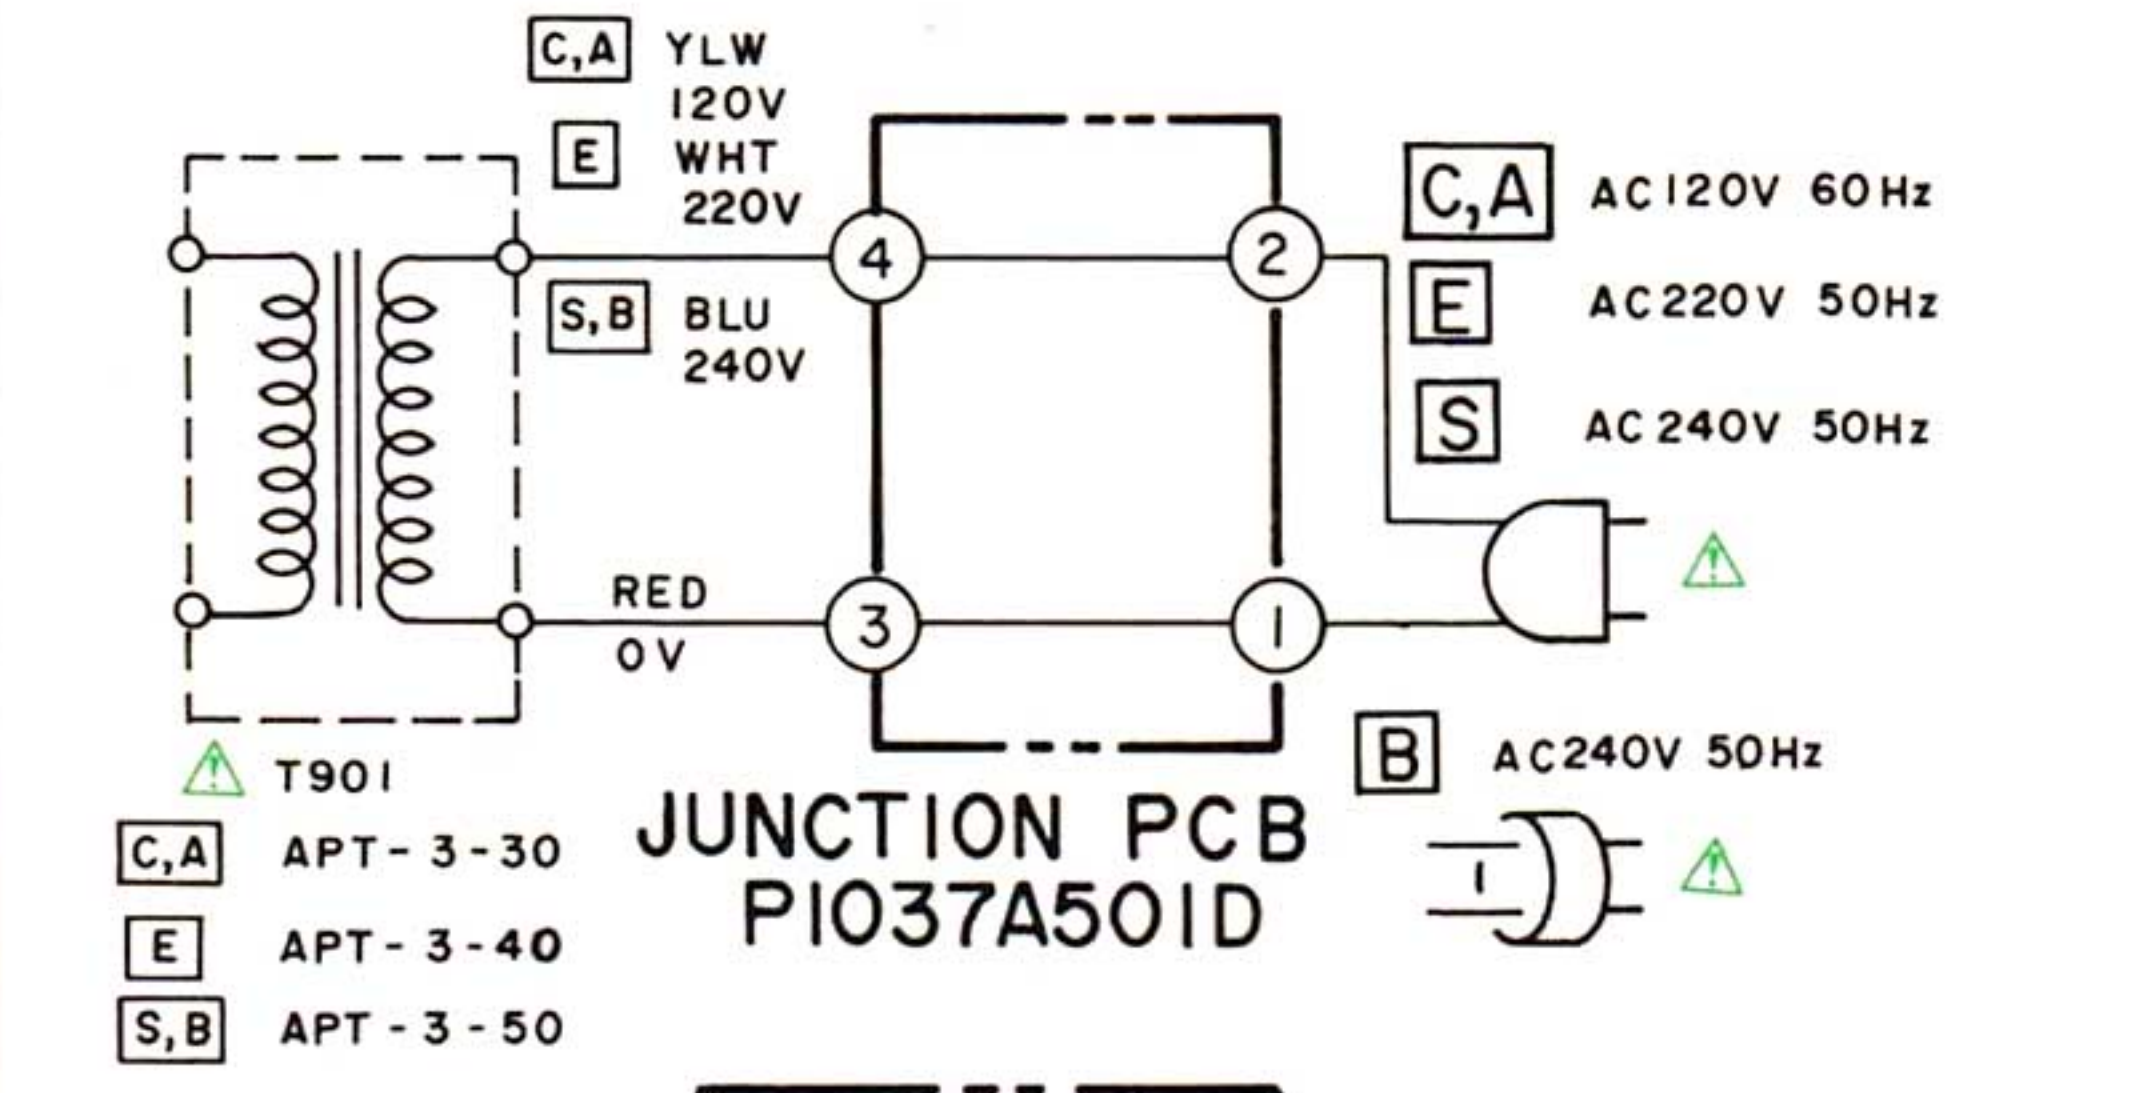 C,A YLW
120V
E WHT
220V
S,B BLU
240V
4
2
C,A AC120V 60Hz
E AC220V 50Hz
S AC240V 50Hz
RED
0V
3
1
T901
C,A APT-3-30
E APT-3-40
S,B APT-3-50
JUNCTION PCB
P1037A501D
B AC240V 50Hz